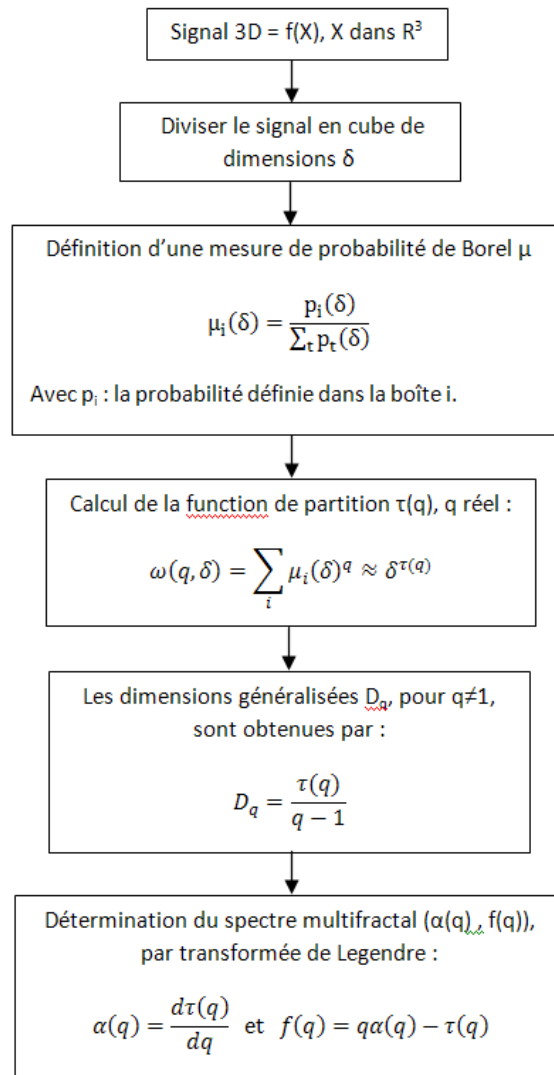 Signal 3D = f(X), X dans R³
Diviser le signal en cube de
dimensions δ
Définition d'une mesure de probabilité de Borel μ
μᵢ(δ) = pᵢ(δ) / ∑ₜ pₜ(δ)
Avec pᵢ : la probabilité définie dans la boîte i.
Calcul de la function de partition τ(q), q réel :
ω(q, δ) = ∑ᵢ μᵢ(δ)^q ≈ δ^τ(q)
Les dimensions généralisées D_q, pour q≠1,
sont obtenues par :
D_q = τ(q) / (q − 1)
Détermination du spectre multifractal (α(q) , f(q)),
par transformée de Legendre :
α(q) = dτ(q) / dq et f(q) = qα(q) − τ(q)